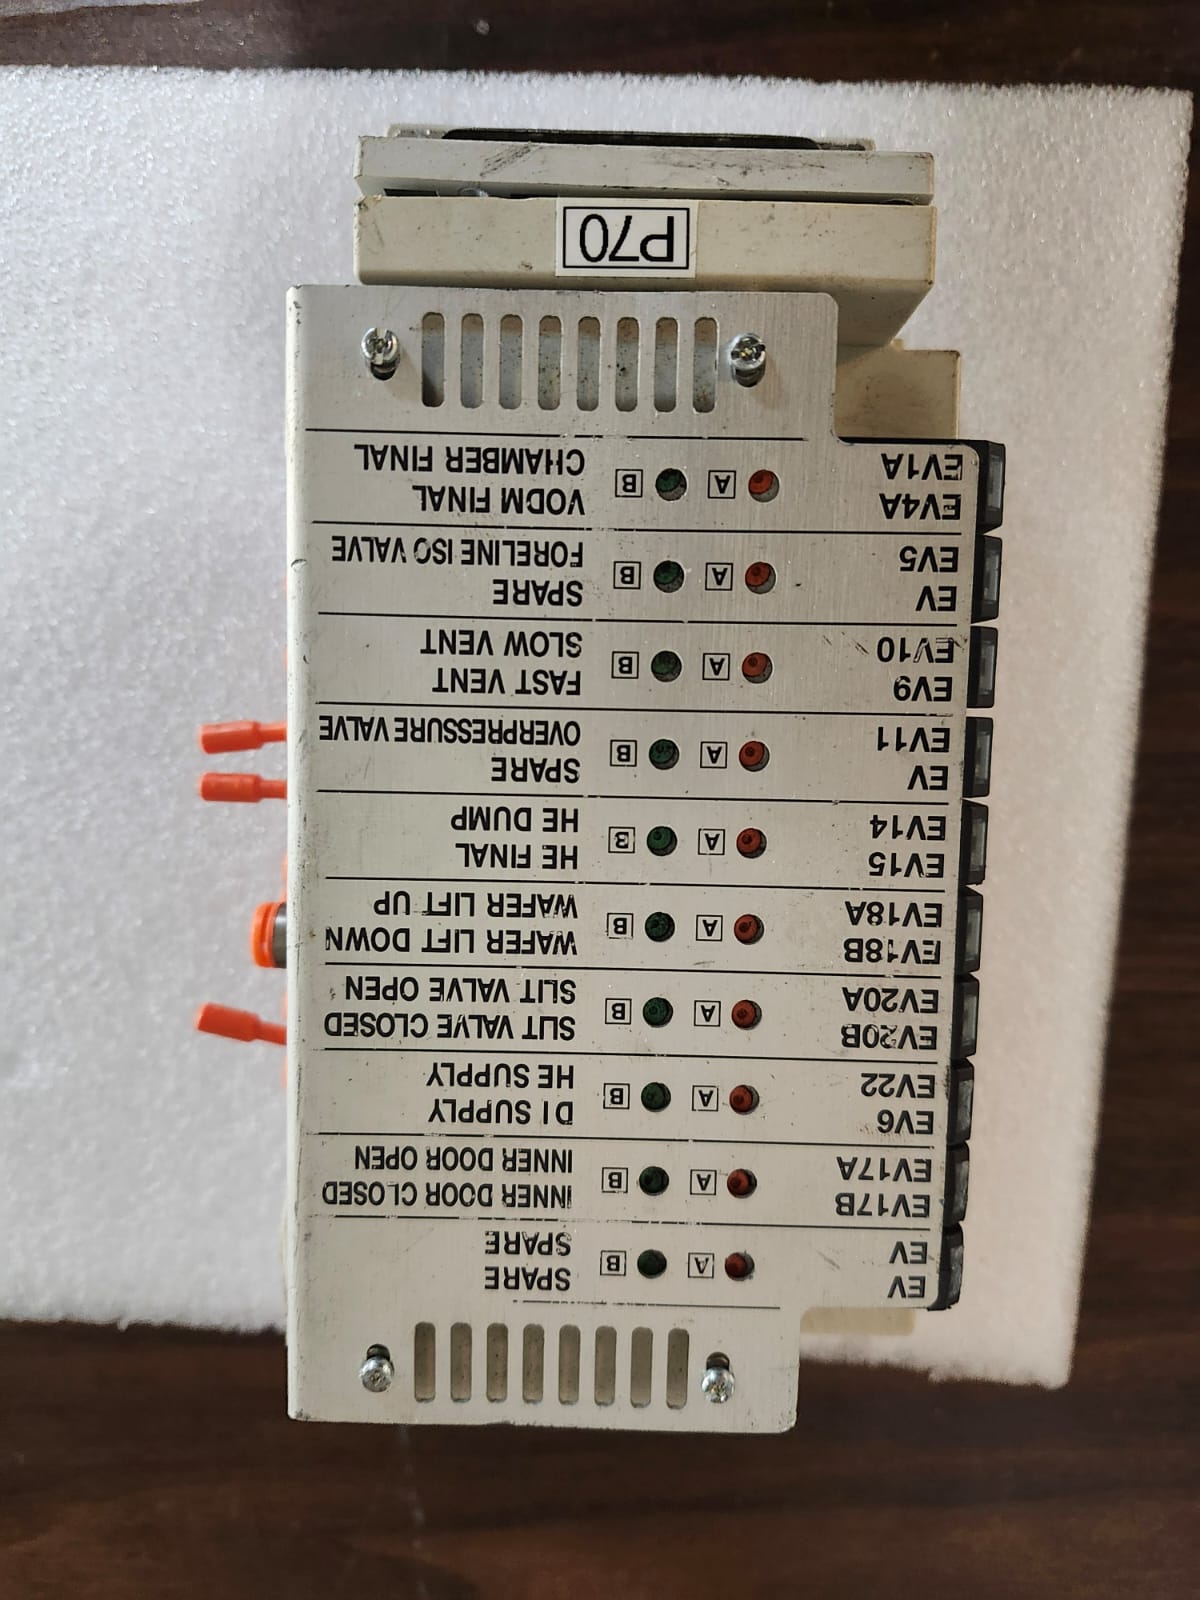 EV SPARE
A B
EV SPARE
EV17B INNER DOOR CLOSED
A B
EV17A INNER DOOR OPEN
EV6 D I SUPPLY
A B
EV22 HE SUPPLY
EV20B SLIT VALVE CLOSED
A B
EV20A SLIT VALVE OPEN
EV18B WAFER LIFT DOWN
A B
EV18A WAFER LIFT UP
EV15 HE FINAL
A B
EV14 HE DUMP
EV SPARE
A B
EV11 OVERPRESSURE VALVE
EV9 FAST VENT
A B
EV10 SLOW VENT
EV SPARE
A B
EV5 FORELINE ISO VALVE
EV4A VODM FINAL
A B
EV1A CHAMBER FINAL
P70